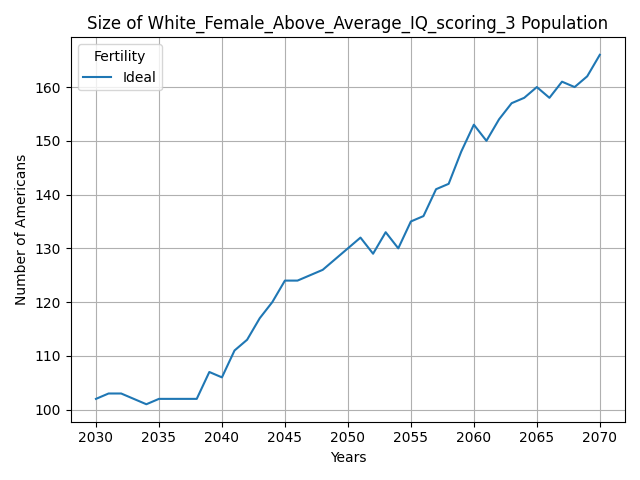 Size of White_Female_Above_Average_IQ_scoring_3 Population
Fertility
Ideal
Number of Americans
160
150
140
130
120
110
100
2030 2035 2040 2045 2050 2055 2060 2065 2070
Years